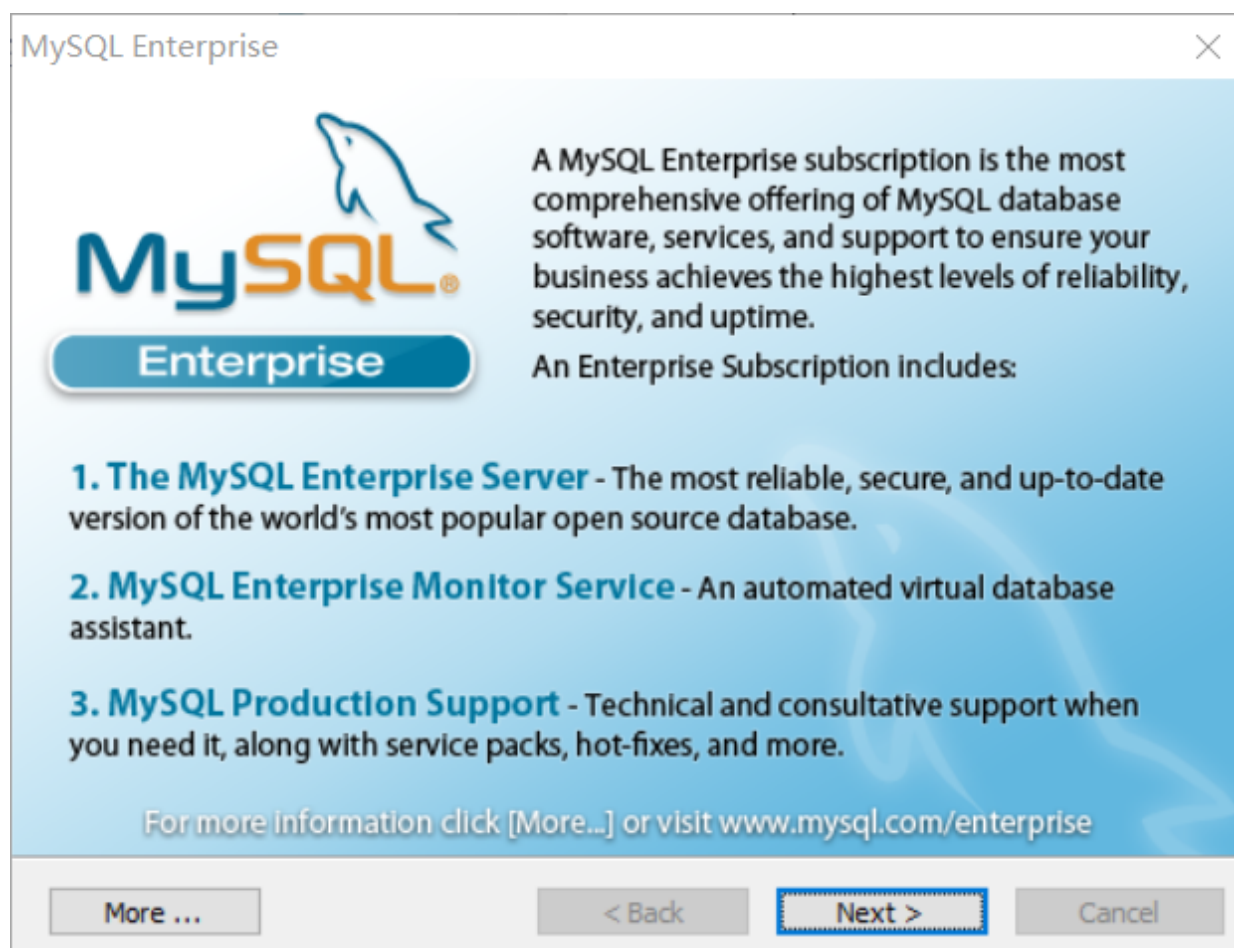 MySQL Enterprise
MySQL®
Enterprise
A MySQL Enterprise subscription is the most
comprehensive offering of MySQL database
software, services, and support to ensure your
business achieves the highest levels of reliability,
security, and uptime.
An Enterprise Subscription includes:
1. The MySQL Enterprise Server - The most reliable, secure, and up-to-date
version of the world's most popular open source database.
2. MySQL Enterprise Monitor Service - An automated virtual database
assistant.
3. MySQL Production Support - Technical and consultative support when
you need it, along with service packs, hot-fixes, and more.
For more information click [More...] or visit www.mysql.com/enterprise
More ...
< Back
Next >
Cancel